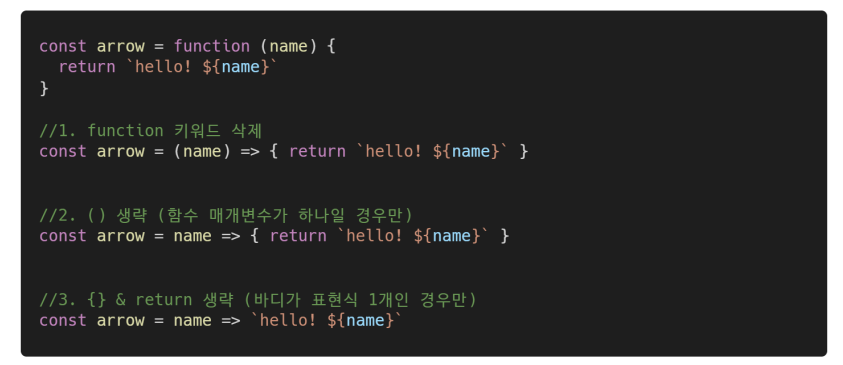 const arrow = function (name) {
  return `hello! ${name}`
}
//1. function 키워드 삭제
const arrow = (name) => { return `hello! ${name}` }
//2. () 생략 (함수 매개변수가 하나일 경우만)
const arrow = name => { return `hello! ${name}` }
//3. {} & return 생략 (바디가 표현식 1개인 경우만)
const arrow = name => `hello! ${name}`